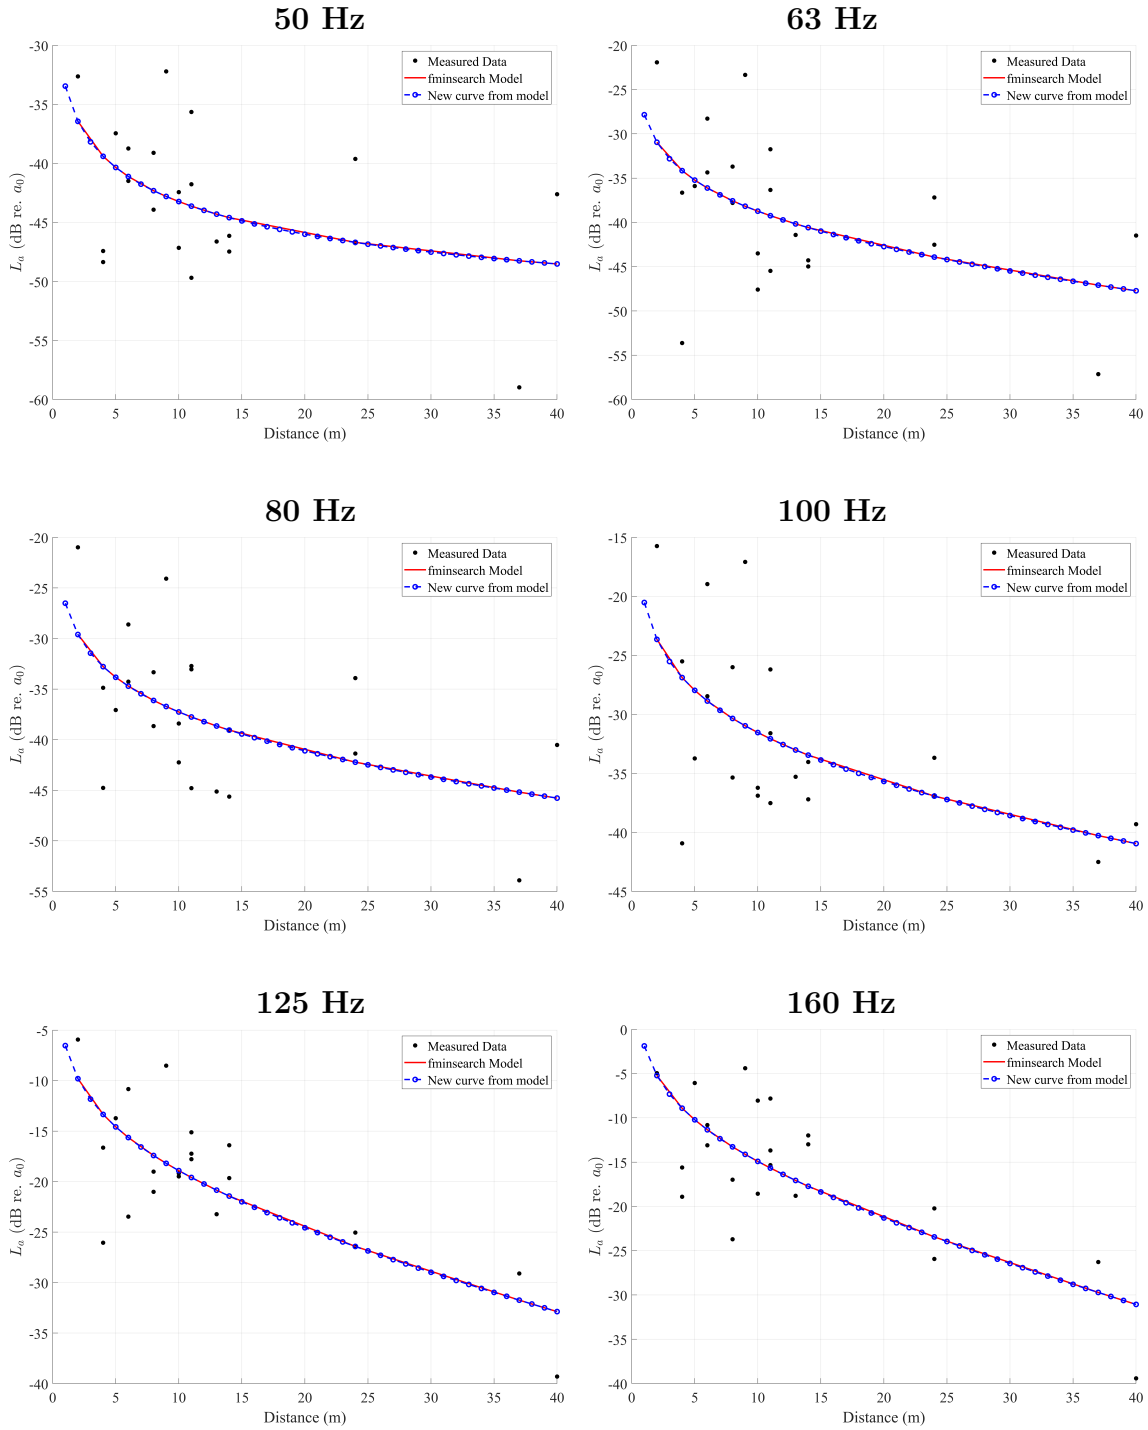 50 Hz
-30
-35
-40
-45
-50
-55
-60
0 5 10 15 20 25 30 35 40
Distance (m)
L_a (dB re. a_0)
Measured Data
fminsearch Model
New curve from model
63 Hz
-20
-25
-30
-35
-40
-45
-50
-55
-60
0 5 10 15 20 25 30 35 40
Distance (m)
L_a (dB re. a_0)
Measured Data
fminsearch Model
New curve from model
80 Hz
-20
-25
-30
-35
-40
-45
-50
-55
0 5 10 15 20 25 30 35 40
Distance (m)
L_a (dB re. a_0)
Measured Data
fminsearch Model
New curve from model
100 Hz
-15
-20
-25
-30
-35
-40
-45
0 5 10 15 20 25 30 35 40
Distance (m)
L_a (dB re. a_0)
Measured Data
fminsearch Model
New curve from model
125 Hz
-5
-10
-15
-20
-25
-30
-35
-40
0 5 10 15 20 25 30 35 40
Distance (m)
L_a (dB re. a_0)
Measured Data
fminsearch Model
New curve from model
160 Hz
0
-5
-10
-15
-20
-25
-30
-35
-40
0 5 10 15 20 25 30 35 40
Distance (m)
L_a (dB re. a_0)
Measured Data
fminsearch Model
New curve from model